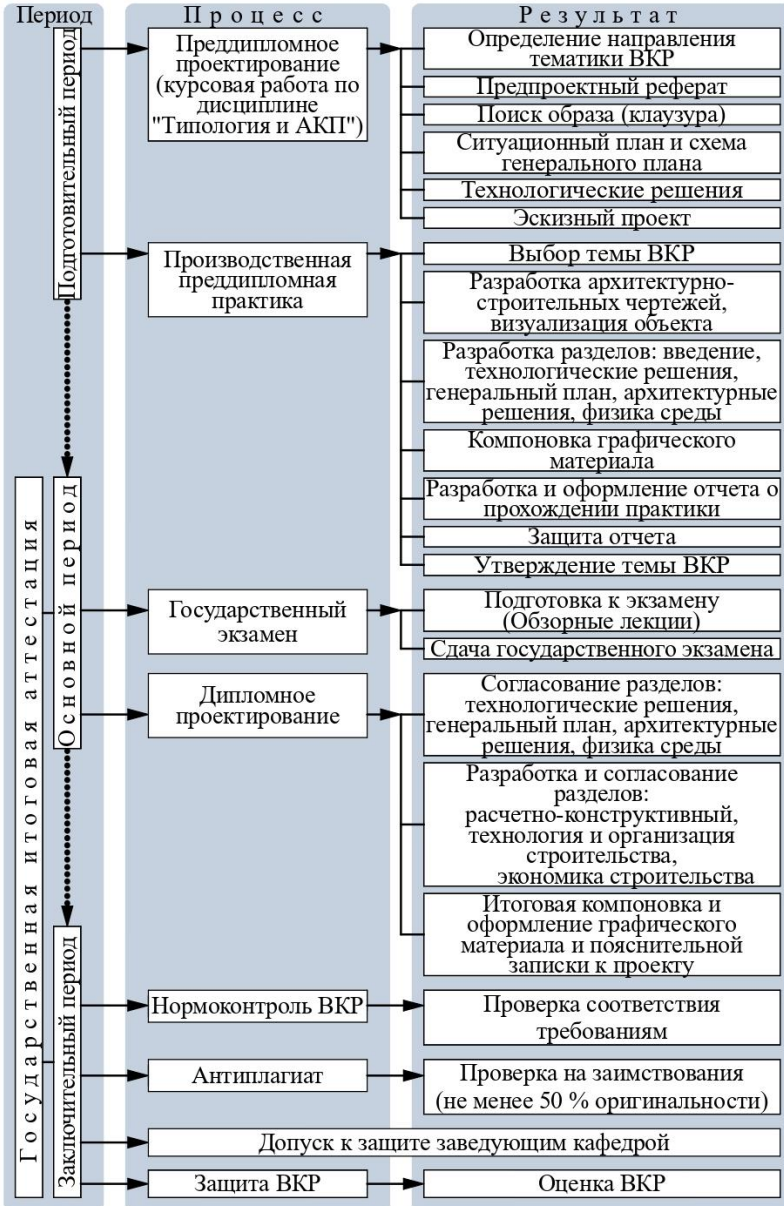 Период
Процесс
Результат
Подготовительный период
Преддипломное
проектирование
(курсовая работа по
дисциплине
"Типология и АКП")
Определение направления
тематики ВКР
Предпроектный реферат
Поиск образа (клаузура)
Ситуационный план и схема
генерального плана
Технологические решения
Эскизный проект
Производственная
преддипломная
практика
Выбор темы ВКР
Разработка архитектурно-
строительных чертежей,
визуализация объекта
Разработка разделов: введение,
технологические решения,
генеральный план, архитектурные
решения, физика среды
Компоновка графического
материала
Разработка и оформление отчета о
прохождении практики
Защита отчета
Утверждение темы ВКР
Государственная итоговая аттестация
Основной период
Государственный
экзамен
Подготовка к экзамену
(Обзорные лекции)
Сдача государственного экзамена
Дипломное
проектирование
Согласование разделов:
технологические решения,
генеральный план, архитектурные
решения, физика среды
Разработка и согласование
разделов:
расчетно-конструктивный,
технология и организация
строительства,
экономика строительства
Итоговая компоновка и
оформление графического
материала и пояснительной
записки к проекту
Заключительный период
Нормоконтроль ВКР
Проверка соответствия
требованиям
Антиплагиат
Проверка на заимствования
(не менее 50 % оригинальности)
Допуск к защите заведующим кафедрой
Защита ВКР
Оценка ВКР